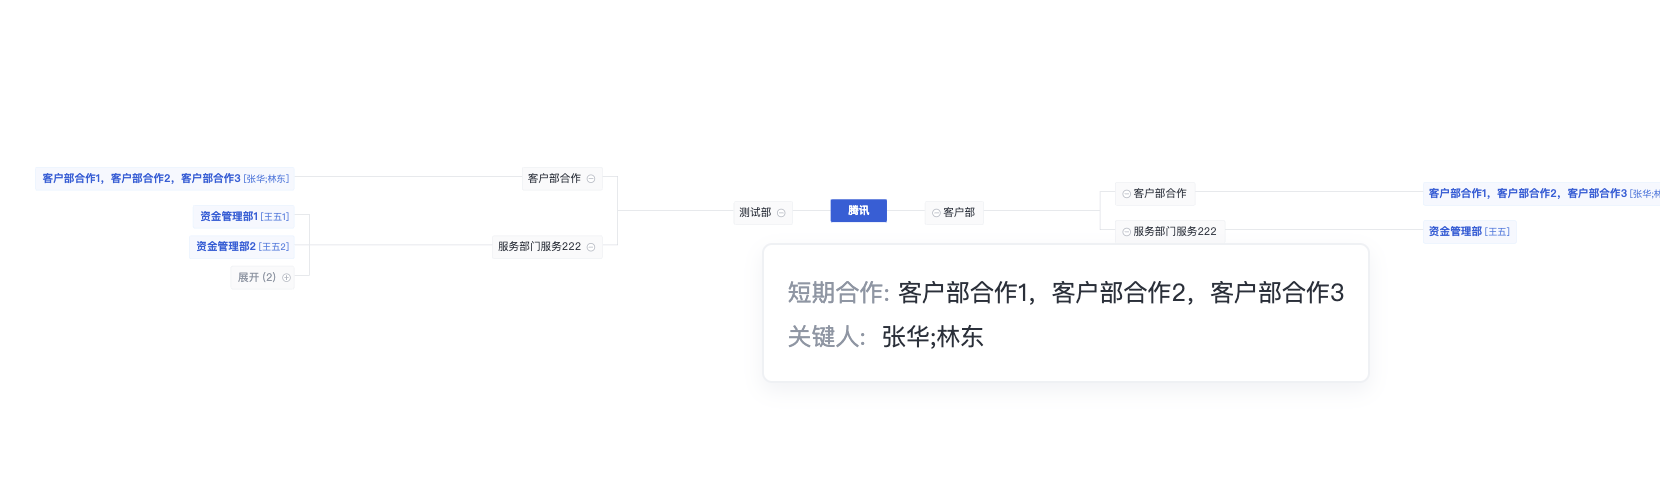 客户部合作1，客户部合作2，客户部合作3 [张华;林东]
资金管理部1 [王五1]
资金管理部2 [王五2]
展开 (2)
客户部合作
服务部门服务222
测试部
腾讯
客户部
客户部合作
服务部门服务222
客户部合作1，客户部合作2，客户部合作3 [张华;
资金管理部 [王五]
短期合作: 客户部合作1，客户部合作2，客户部合作3
关键人: 张华;林东